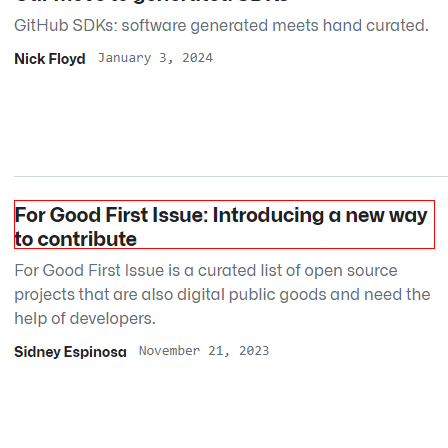 GitHub SDKs: software generated meets hand curated.
Nick Floyd January 3, 2024
For Good First Issue: Introducing a new way
to contribute
For Good First Issue is a curated list of open source
projects that are also digital public goods and need the
help of developers.
Sidney Espinosa November 21, 2023